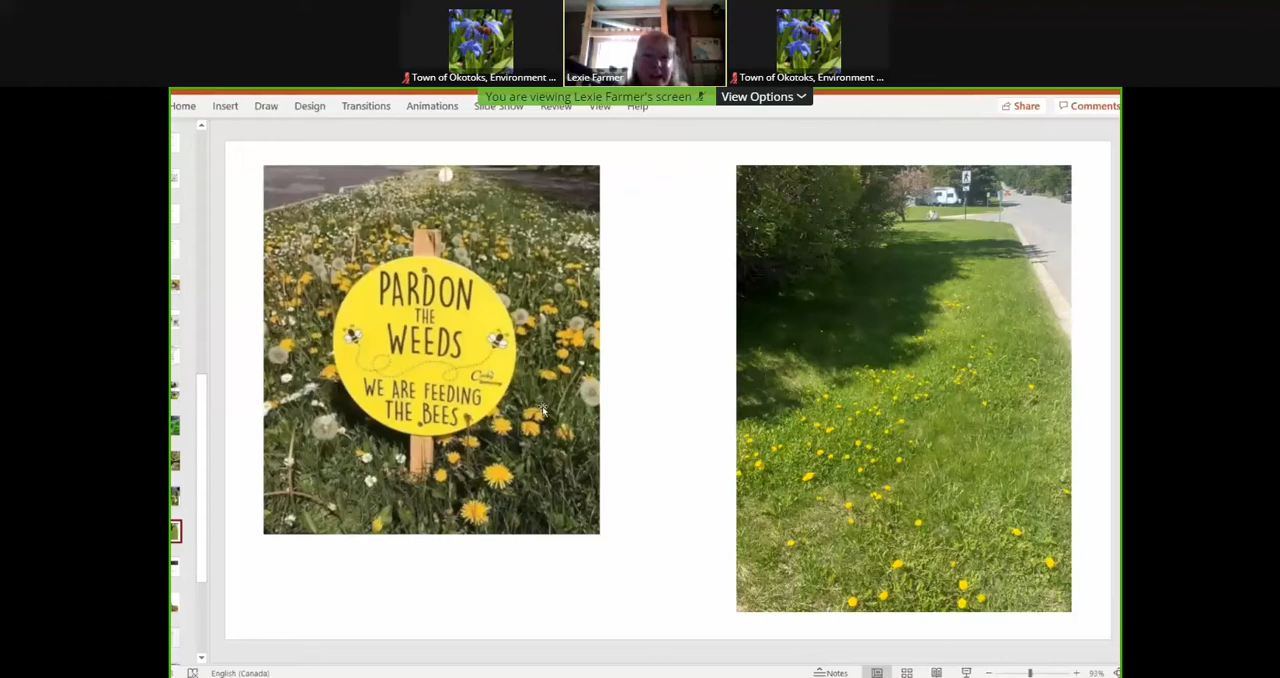 Town of Okotoks, Environment ...
Lexie Farmer
Town of Okotoks, Environment ...
You are viewing Lexie Farmer's screen
View Options
Home Insert Draw Design Transitions Animations Slide Show Review View Help Share Comments
PARDON
THE
WEEDS
WE ARE FEEDING
THE BEES
English (Canada)
Notes
93%